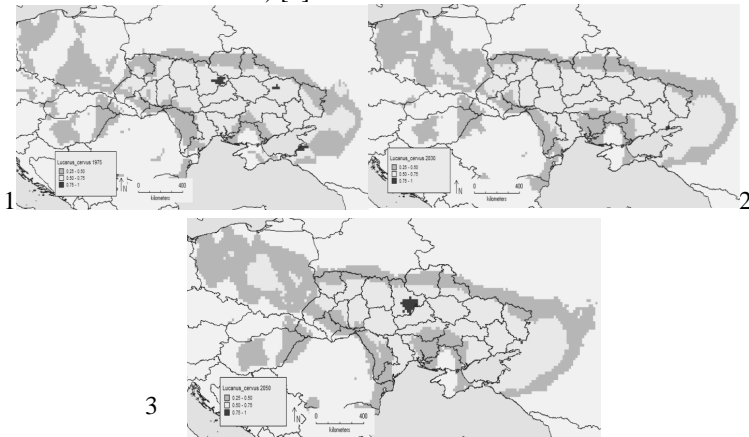 1
Lucanus_cervus 1975
0.25 - 0.50
0.50 - 0.75
0.75 - 1
N
0 400
kilometers
2
Lucanus_cervus 2030
0.25 - 0.50
0.50 - 0.75
0.75 - 1
N
0 400
kilometers
3
Lucanus_cervus 2050
0.25 - 0.50
0.50 - 0.75
0.75 - 1
N
0 400
kilometers